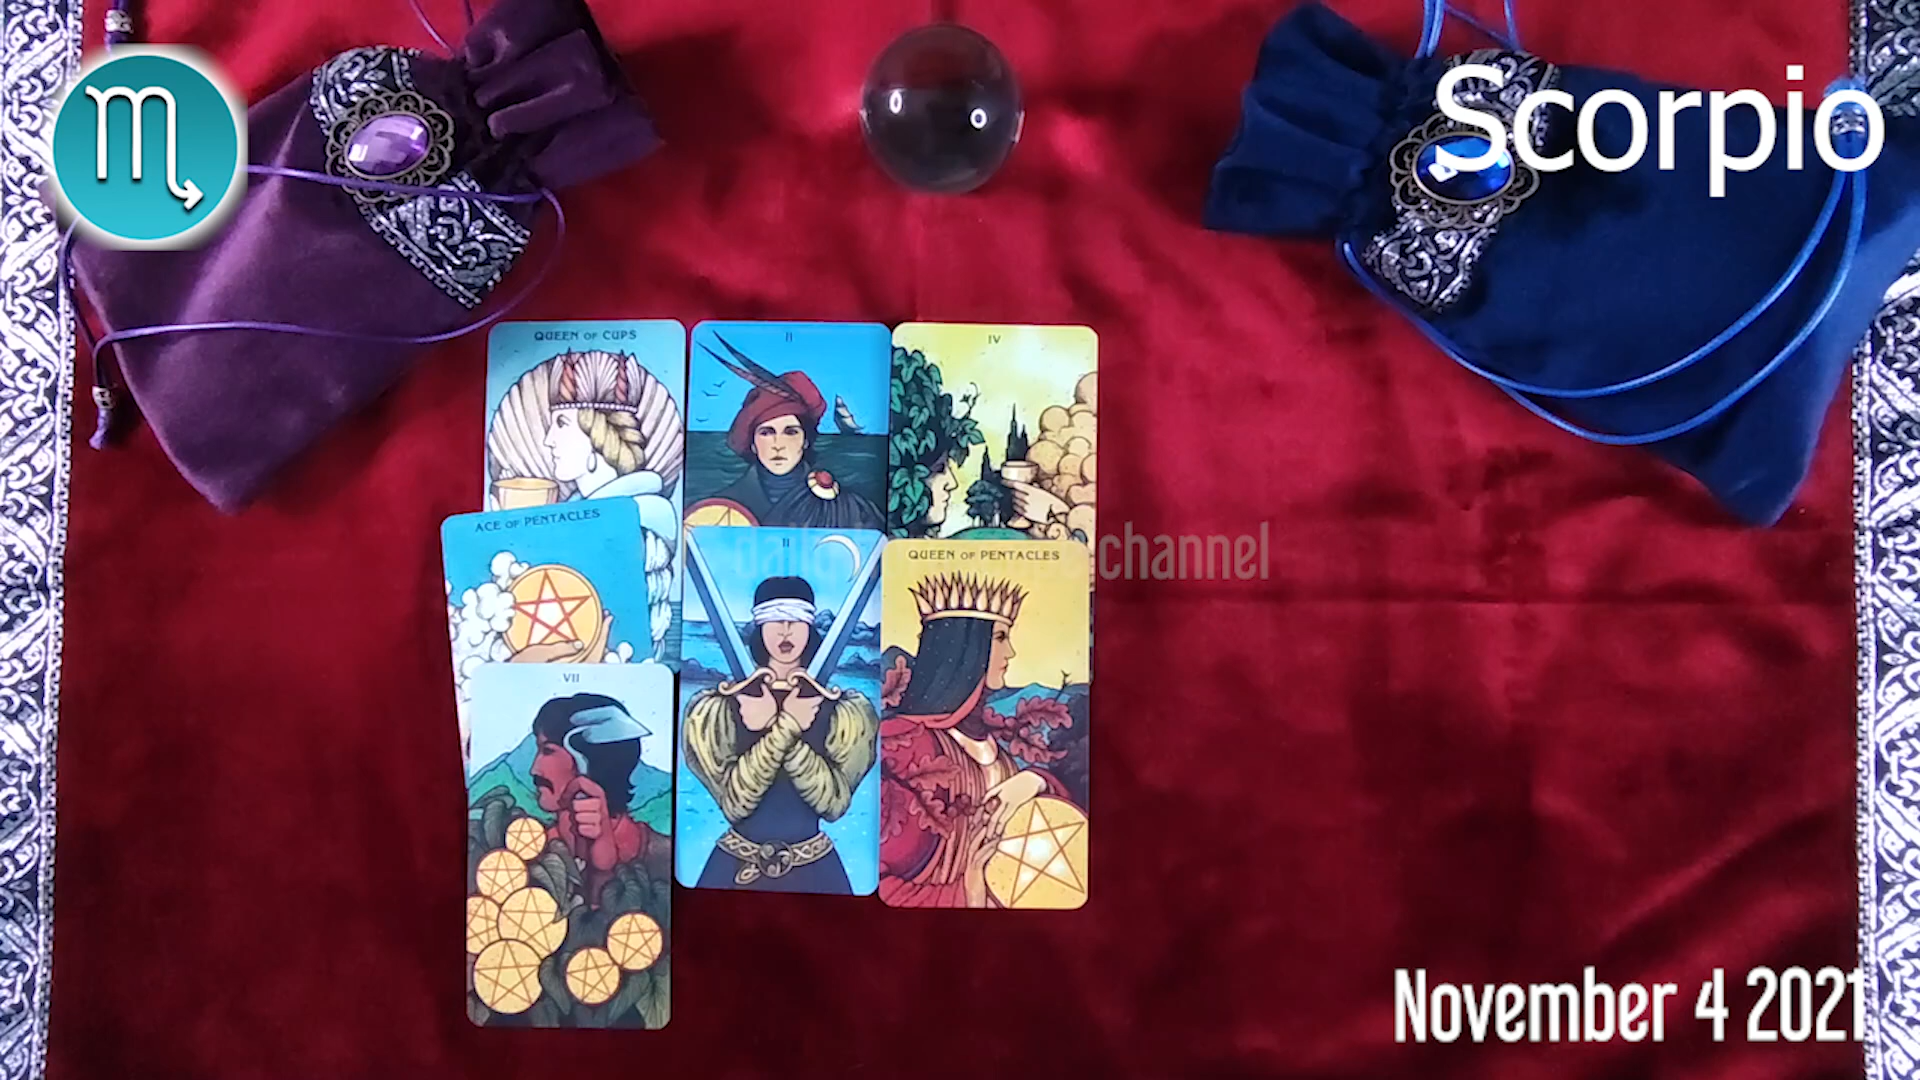 Scorpio
QUEEN OF CUPS
II
IV
ACE OF PENTACLES
II
QUEEN OF PENTACLES
channel
VII
November 4 2021